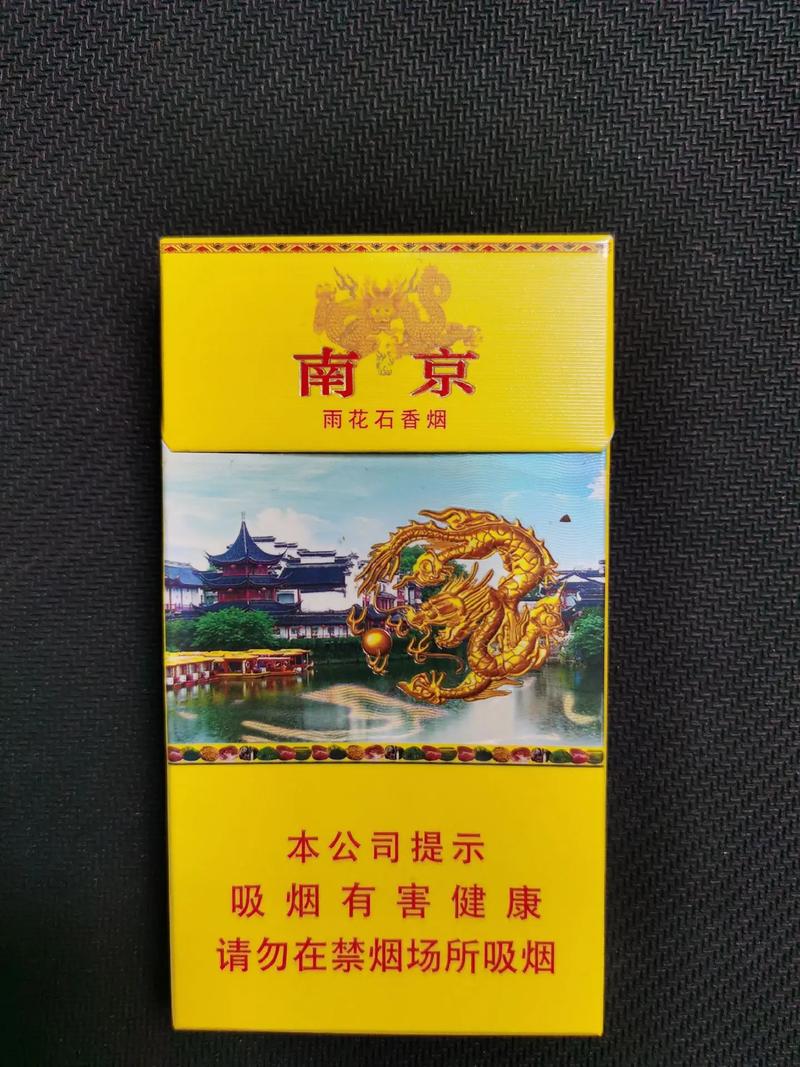 南京
雨花石香烟
本公司提示
吸烟有害健康
请勿在禁烟场所吸烟